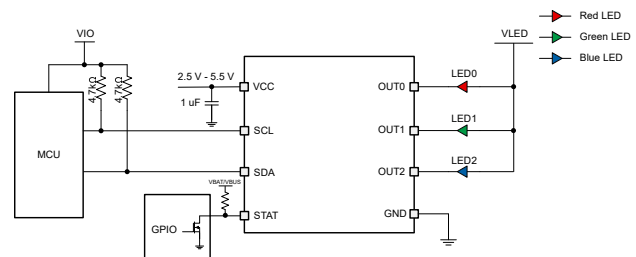 Red LED
Green LED
Blue LED
VIO
VLED
4.7kΩ
4.7kΩ
2.5 V - 5.5 V
1 uF
VCC
OUT0
LED0
SCL
OUT1
LED1
MCU
SDA
OUT2
LED2
VBAT/VBUS
STAT
GND
GPIO